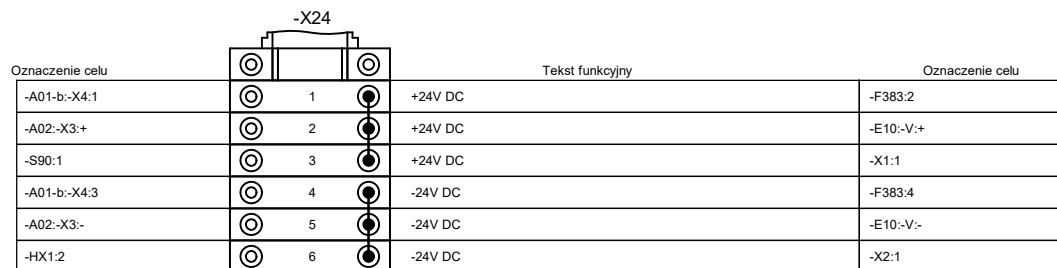 -X24
Oznaczenie celu Tekst funkcyjny Oznaczenie celu
-A01-b:-X4:1 1 +24V DC -F383:2
-A02:-X3:+ 2 +24V DC -E10:-V:+
-S90:1 3 +24V DC -X1:1
-A01-b:-X4:3 4 -24V DC -F383:4
-A02:-X3:- 5 -24V DC -E10:-V:-
-HX1:2 6 -24V DC -X2:1